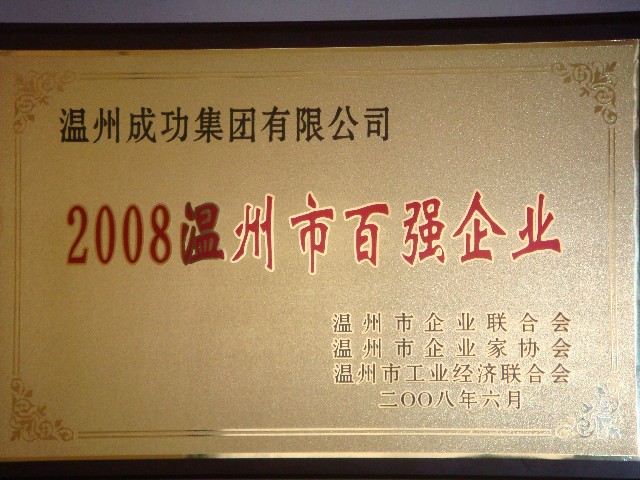 温州成功集团有限公司
2008温州市百强企业
温州市企业联合会
温州市企业家协会
温州市工业经济联合会
二〇〇八年六月